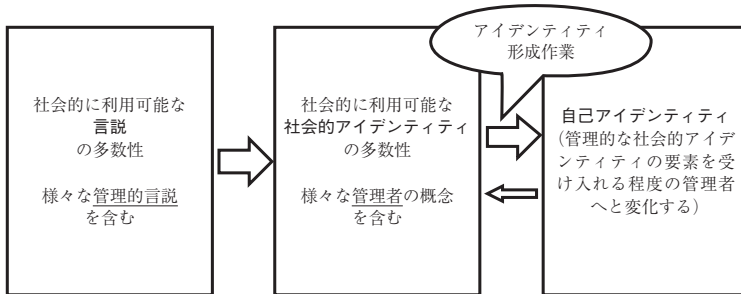 アイデンティティ
形成作業
社会的に利用可能な
言説
の多数性
様々な管理的言説
を含む
社会的に利用可能な
社会的アイデンティティ
の多数性
様々な管理者の概念
を含む
自己アイデンティティ
（管理的な社会的アイデ
ンティティの要素を受
け入れる程度の管理者
へと変化する）